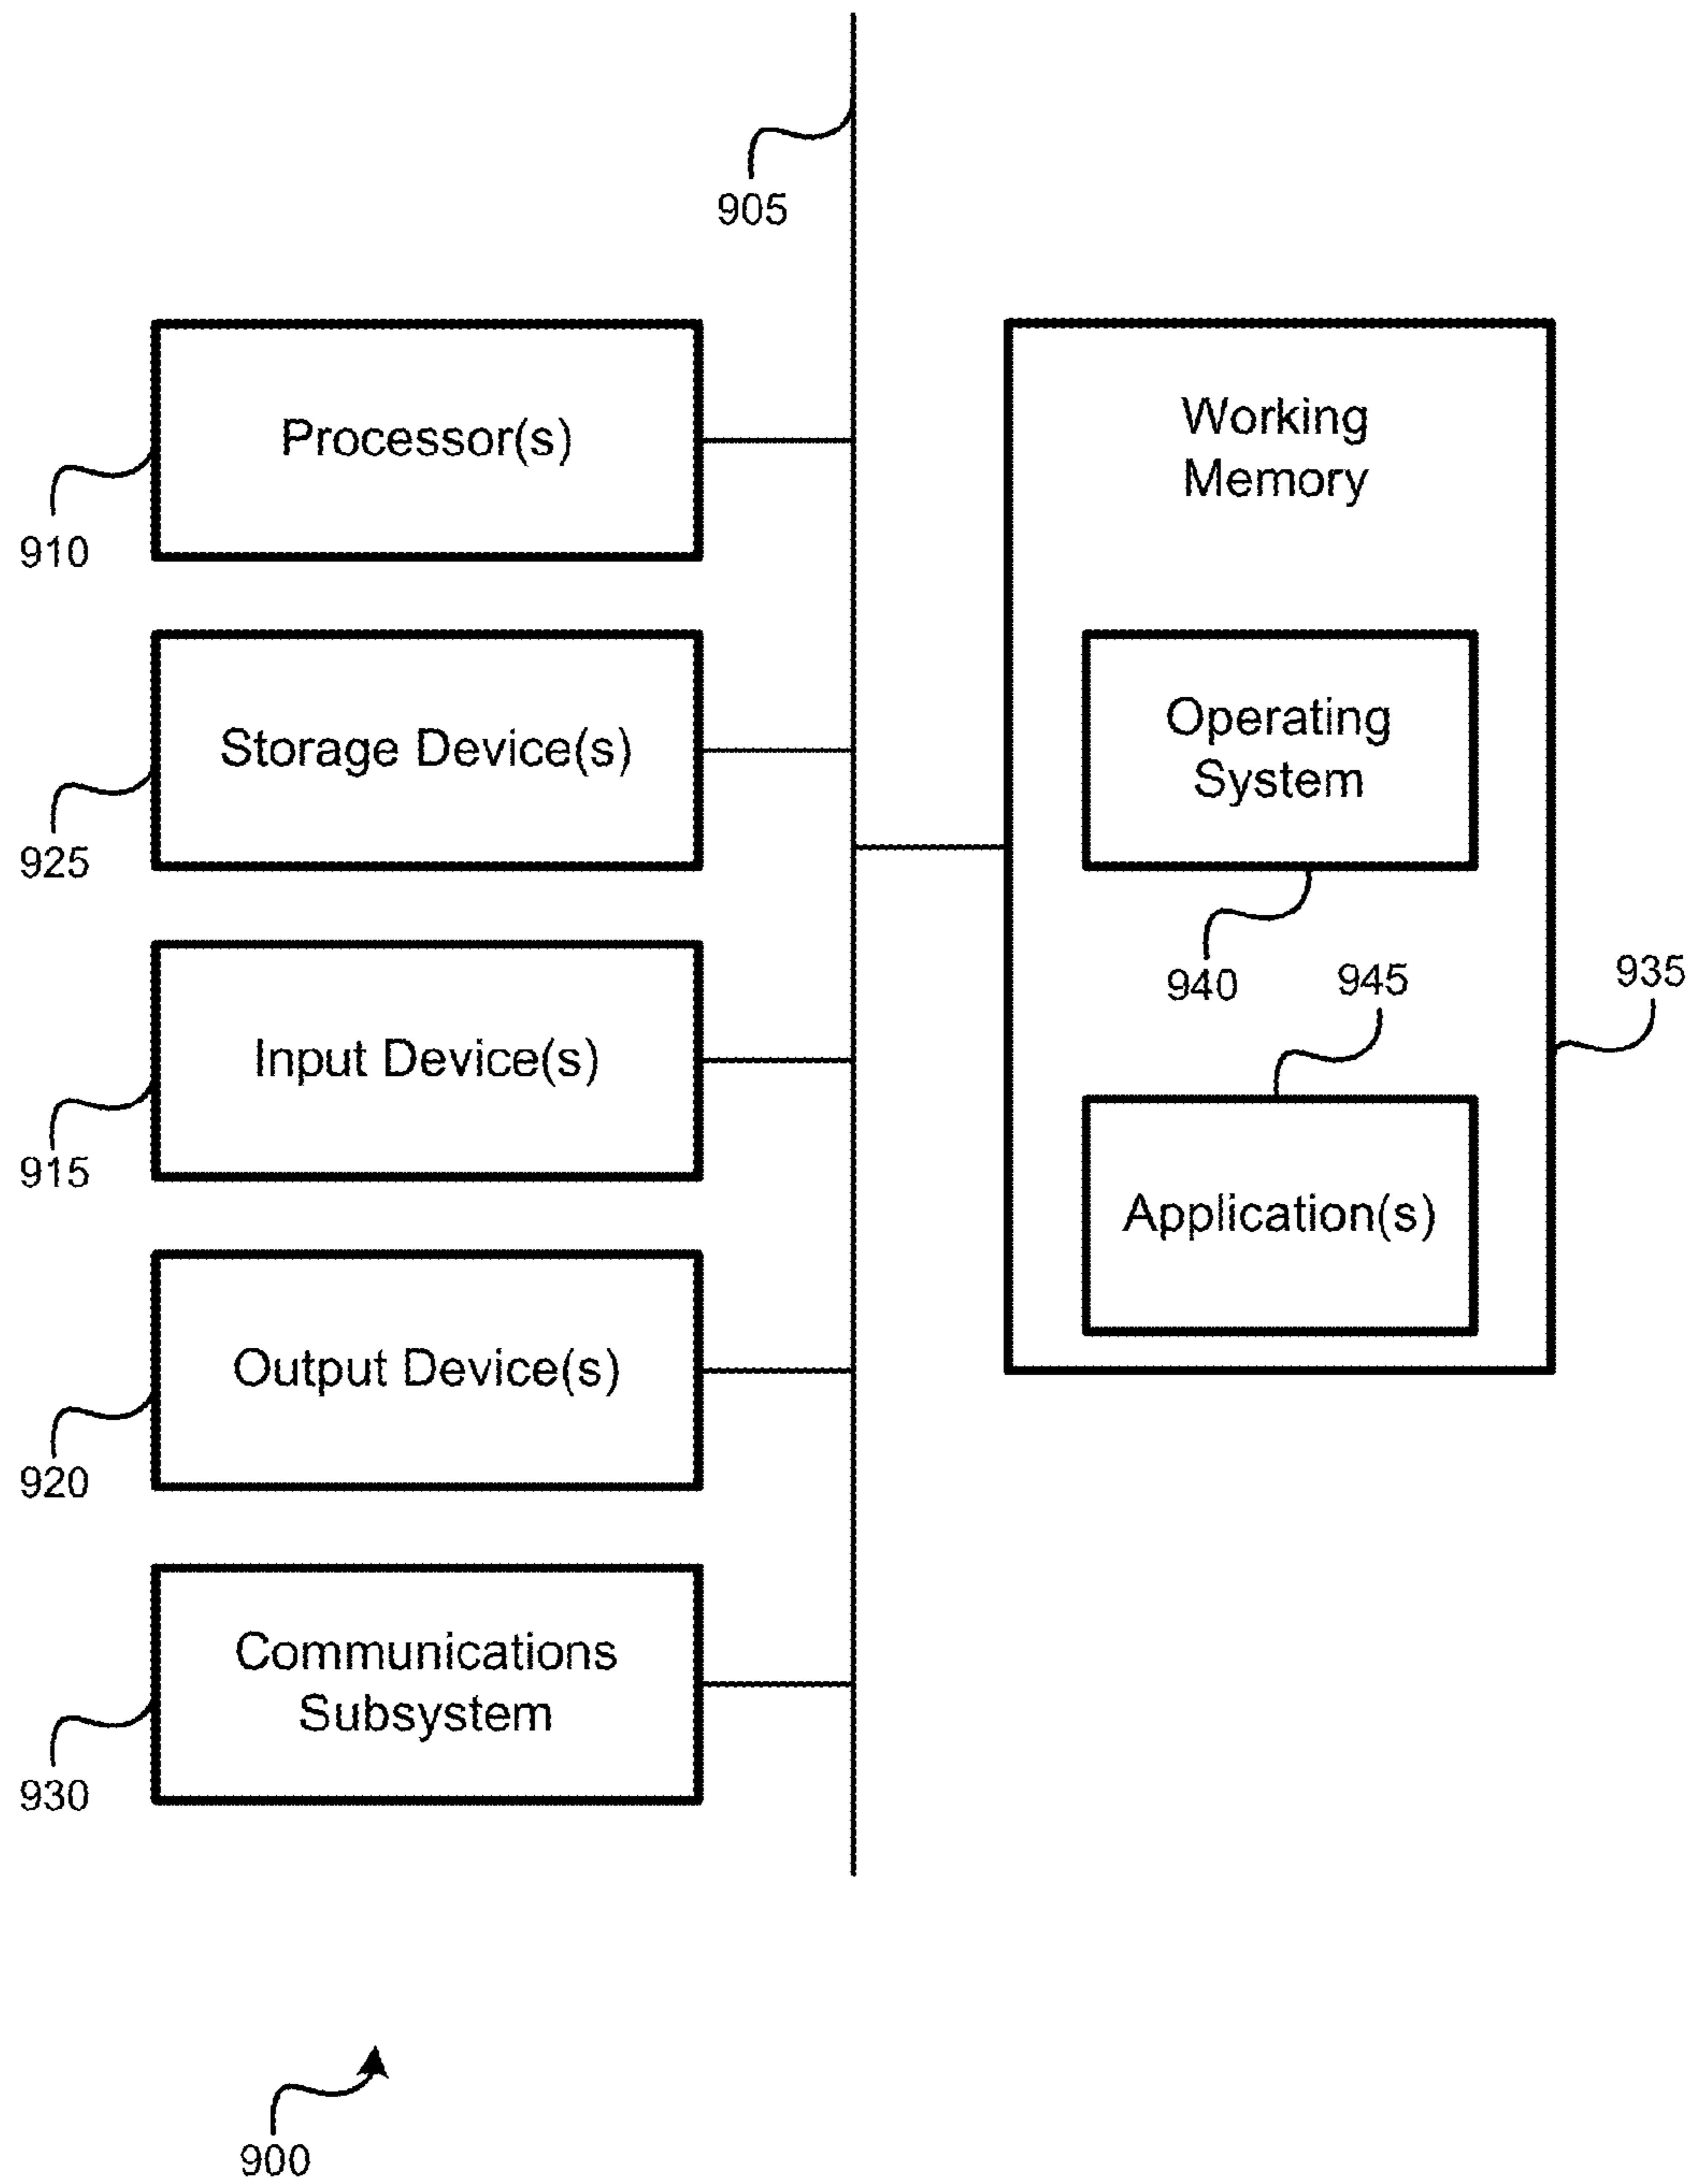 905
Processor(s)
910
Storage Device(s)
925
Input Device(s)
915
Output Device(s)
920
Communications
Subsystem
930
Working
Memory
Operating
System
940
945
935
Application(s)
900